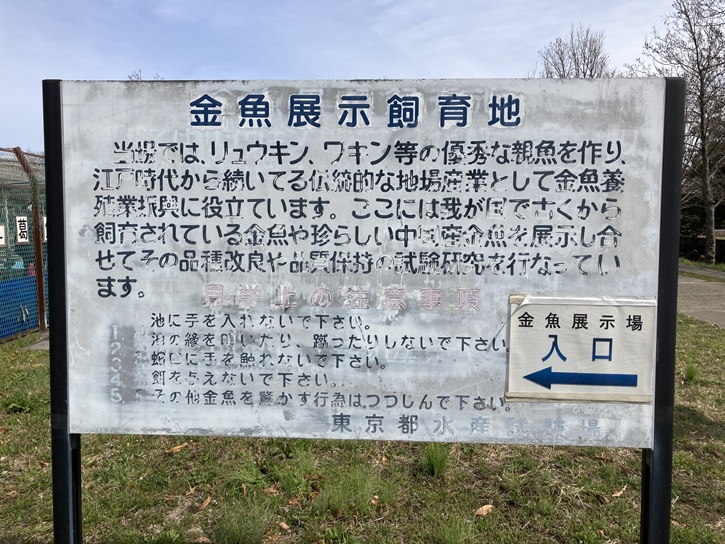 金魚展示飼育地
当場では、リュウキン、ワキン等の優秀な親魚を作り、
江戸時代から続いてる伝統的な地場産業として金魚養
殖業振興に役立ています。ここには我が国で古くから
飼育されている金魚や珍らしい中国産金魚を展示し合
せてその品種改良や品質保持の試験研究を行なってい
ます。
見学上の注意事項
1 池に手を入れないで下さい。
2 池の縁を叩いたり、蹴ったりしないで下さい。
3 蛇口に手を触れないで下さい。
4 餌を与えないで下さい。
5 その他金魚を驚かす行為はつつしんで下さい。
東京都水産試験場
金魚展示場
入口
葛